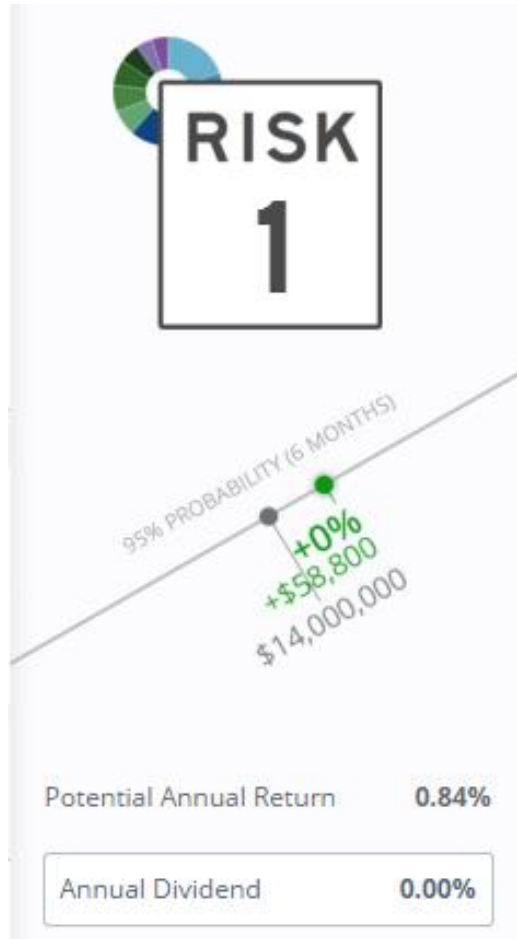 RISK
1
95% PROBABILITY (6 MONTHS)
+0%
+$58,800
$14,000,000
Potential Annual Return 0.84%
Annual Dividend 0.00%